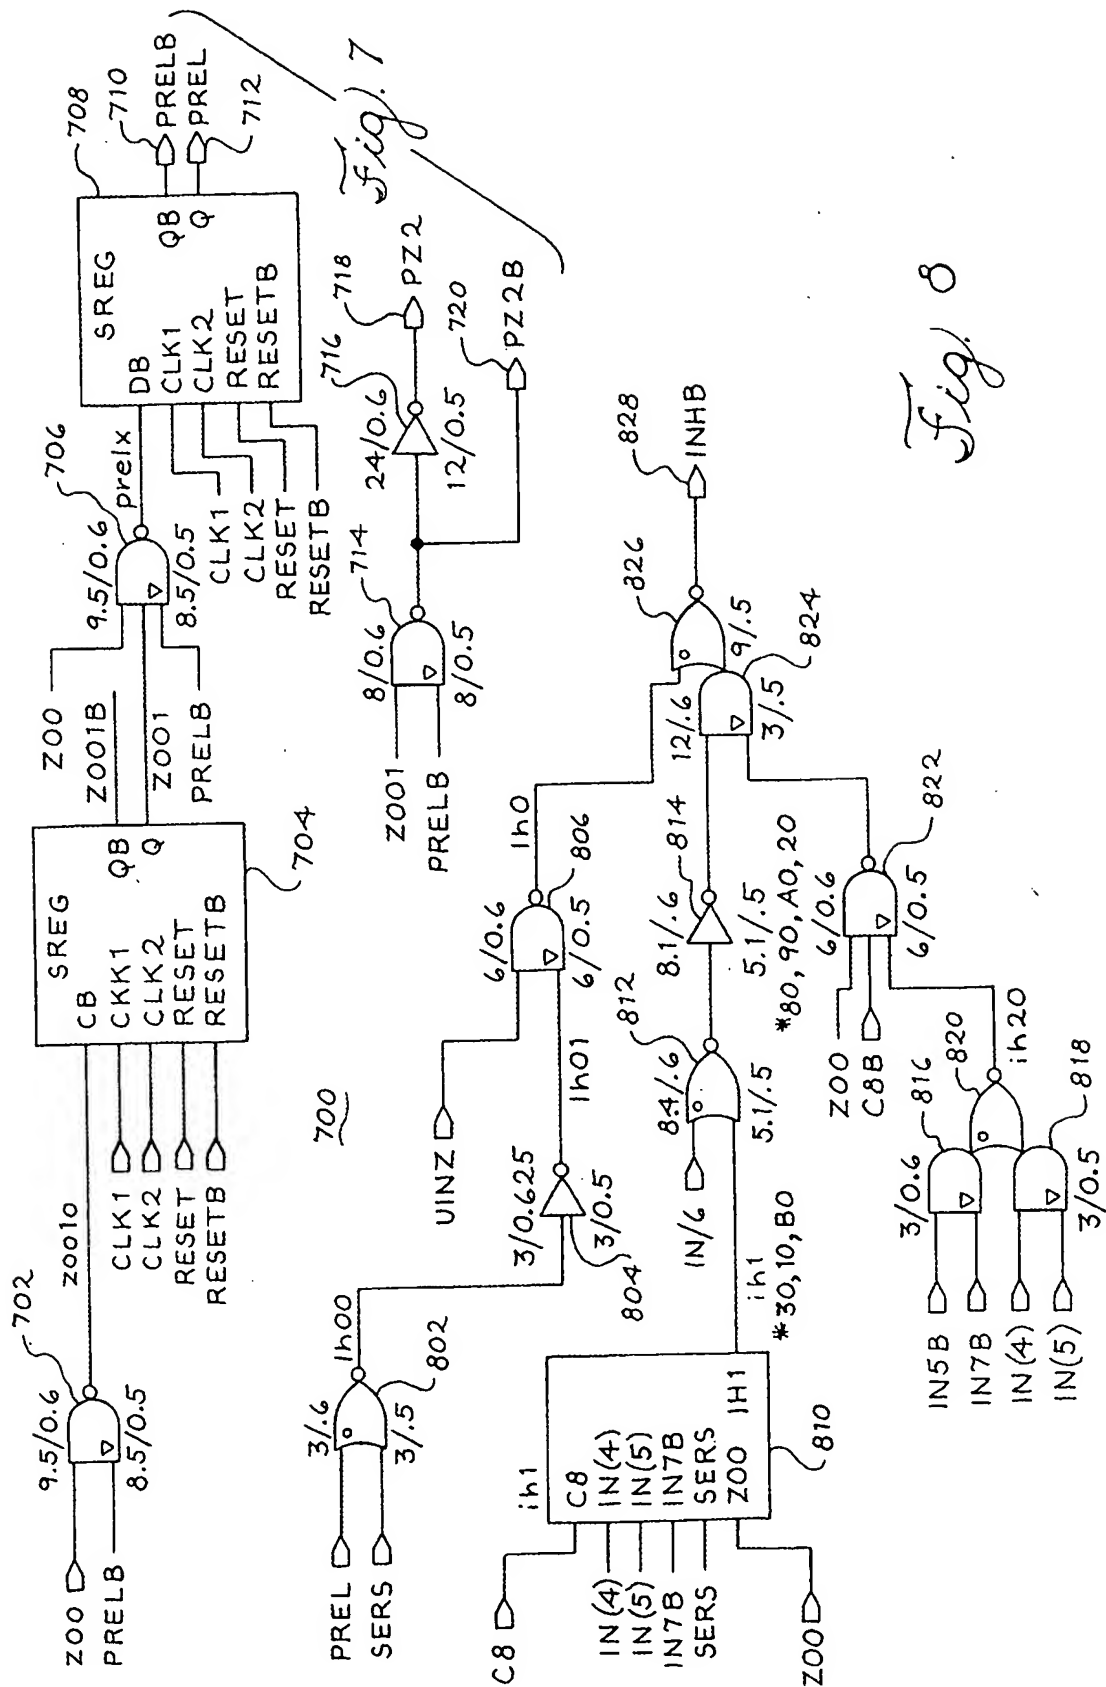 702
9.5/0.6
Z00
PRELB
8.5/0.5
z0010
SREG
CB
CKK1
CLK2
RESET
RESETB
QB
Q
CLK1
CLK2
RESET
RESETB
704
Z00
Z001B
Z001
PRELB
9.5/0.6
8.5/0.5
706
prelx
SREG
DB
CLK1
CLK2
RESET
RESETB
QB
Q
CLK1
CLK2
RESET
RESETB
708
710
PRELB
PREL
712
700
Z001
PRELB
8/0.6
8/0.5
714
24/0.6
12/0.5
716
718
PZ2
720
PZ2B
Fig. 7
PREL
SERS
3/.6
3/.5
802
1h00
3/0.625
3/0.5
804
1h01
UINZ
6/0.6
6/0.5
806
1h0
ih1
C8
IN(4)
IN(5)
IN7B
SERS
Z00
IH1
C8
IN(4)
IN(5)
IN7B
SERS
Z00
810
ih1
*30,10,B0
IN/6
8.4/.6
5.1/.5
812
8.1/.6
5.1/.5
814
*80,90,A0,20
IN5B
IN7B
IN(4)
IN(5)
3/0.6
3/0.5
816
820
818
ih20
Z00
C8B
6/0.6
6/0.5
822
12/.6
3/.5
824
9/.5
826
828
INHB
Fig. 8